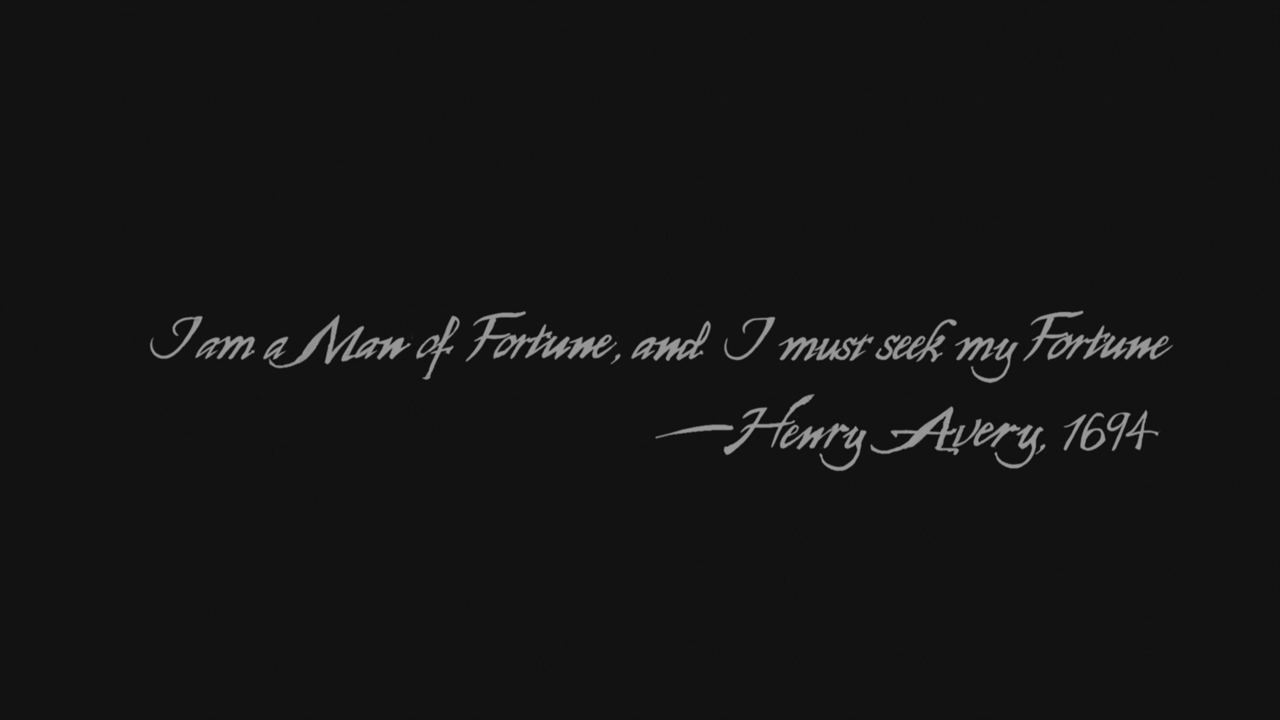 I am a Man of Fortune, and I must seek my Fortune
—Henry Avery, 1694